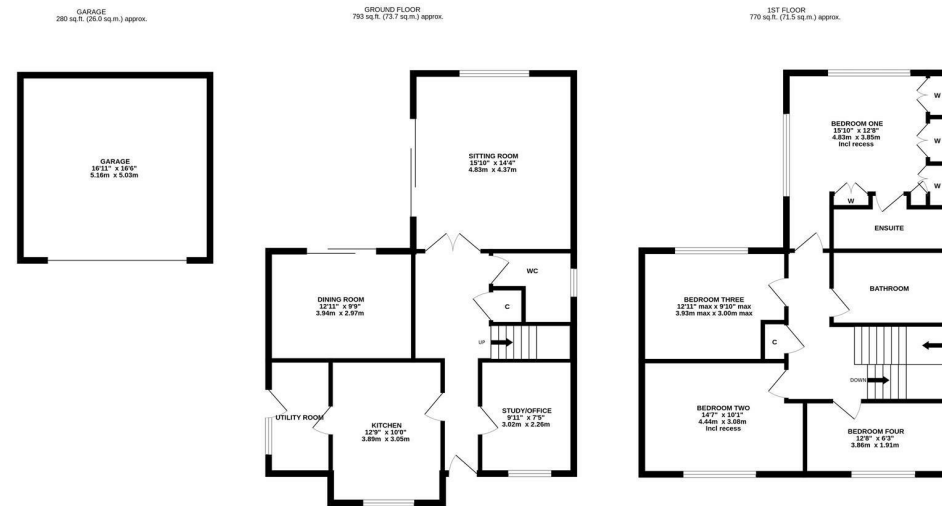 GARAGE
280 sq.ft. (26.0 sq.m.) approx.
GARAGE
16'11" x 16'6"
5.16m x 5.03m
GROUND FLOOR
793 sq.ft. (73.7 sq.m.) approx.
SITTING ROOM
15'10" x 14'4"
4.83m x 4.37m
WC
DINING ROOM
12'11" x 9'9"
3.94m x 2.97m
C
UP
UTILITY ROOM
KITCHEN
12'9" x 10'0"
3.89m x 3.05m
STUDY/OFFICE
9'11" x 7'5"
3.02m x 2.26m
1ST FLOOR
770 sq.ft. (71.5 sq.m.) approx.
BEDROOM ONE
15'10" x 12'8"
4.83m x 3.85m
Incl recess
W
W
W
W
ENSUITE
BATHROOM
BEDROOM THREE
12'11" max x 9'10" max
3.93m max x 3.00m max
C
DOWN
BEDROOM TWO
14'7" x 10'1"
4.44m x 3.08m
Incl recess
BEDROOM FOUR
12'8" x 6'3"
3.86m x 1.91m